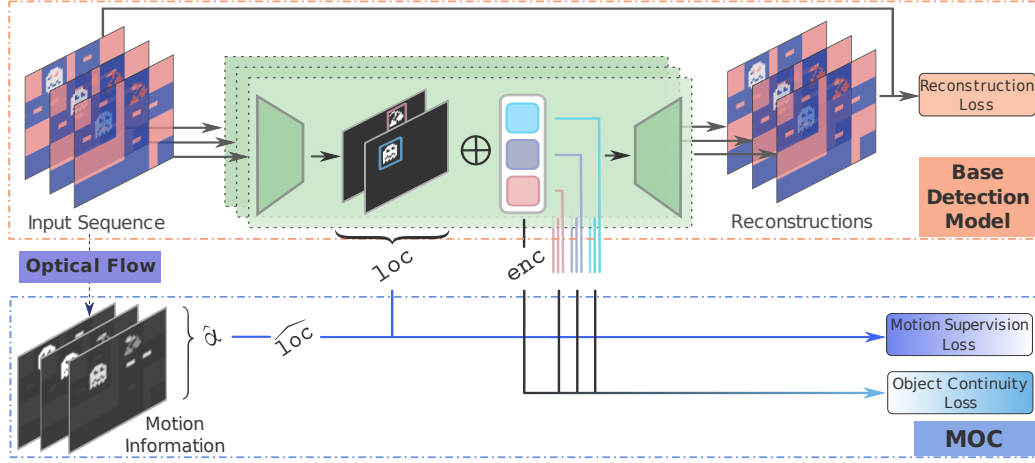 Input Sequence
Reconstructions
Reconstruction
Loss
Base
Detection
Model
Optical Flow
loc
enc
α̂
l̂oc
Motion Supervision
Loss
Object Continuity
Loss
Motion
Information
MOC